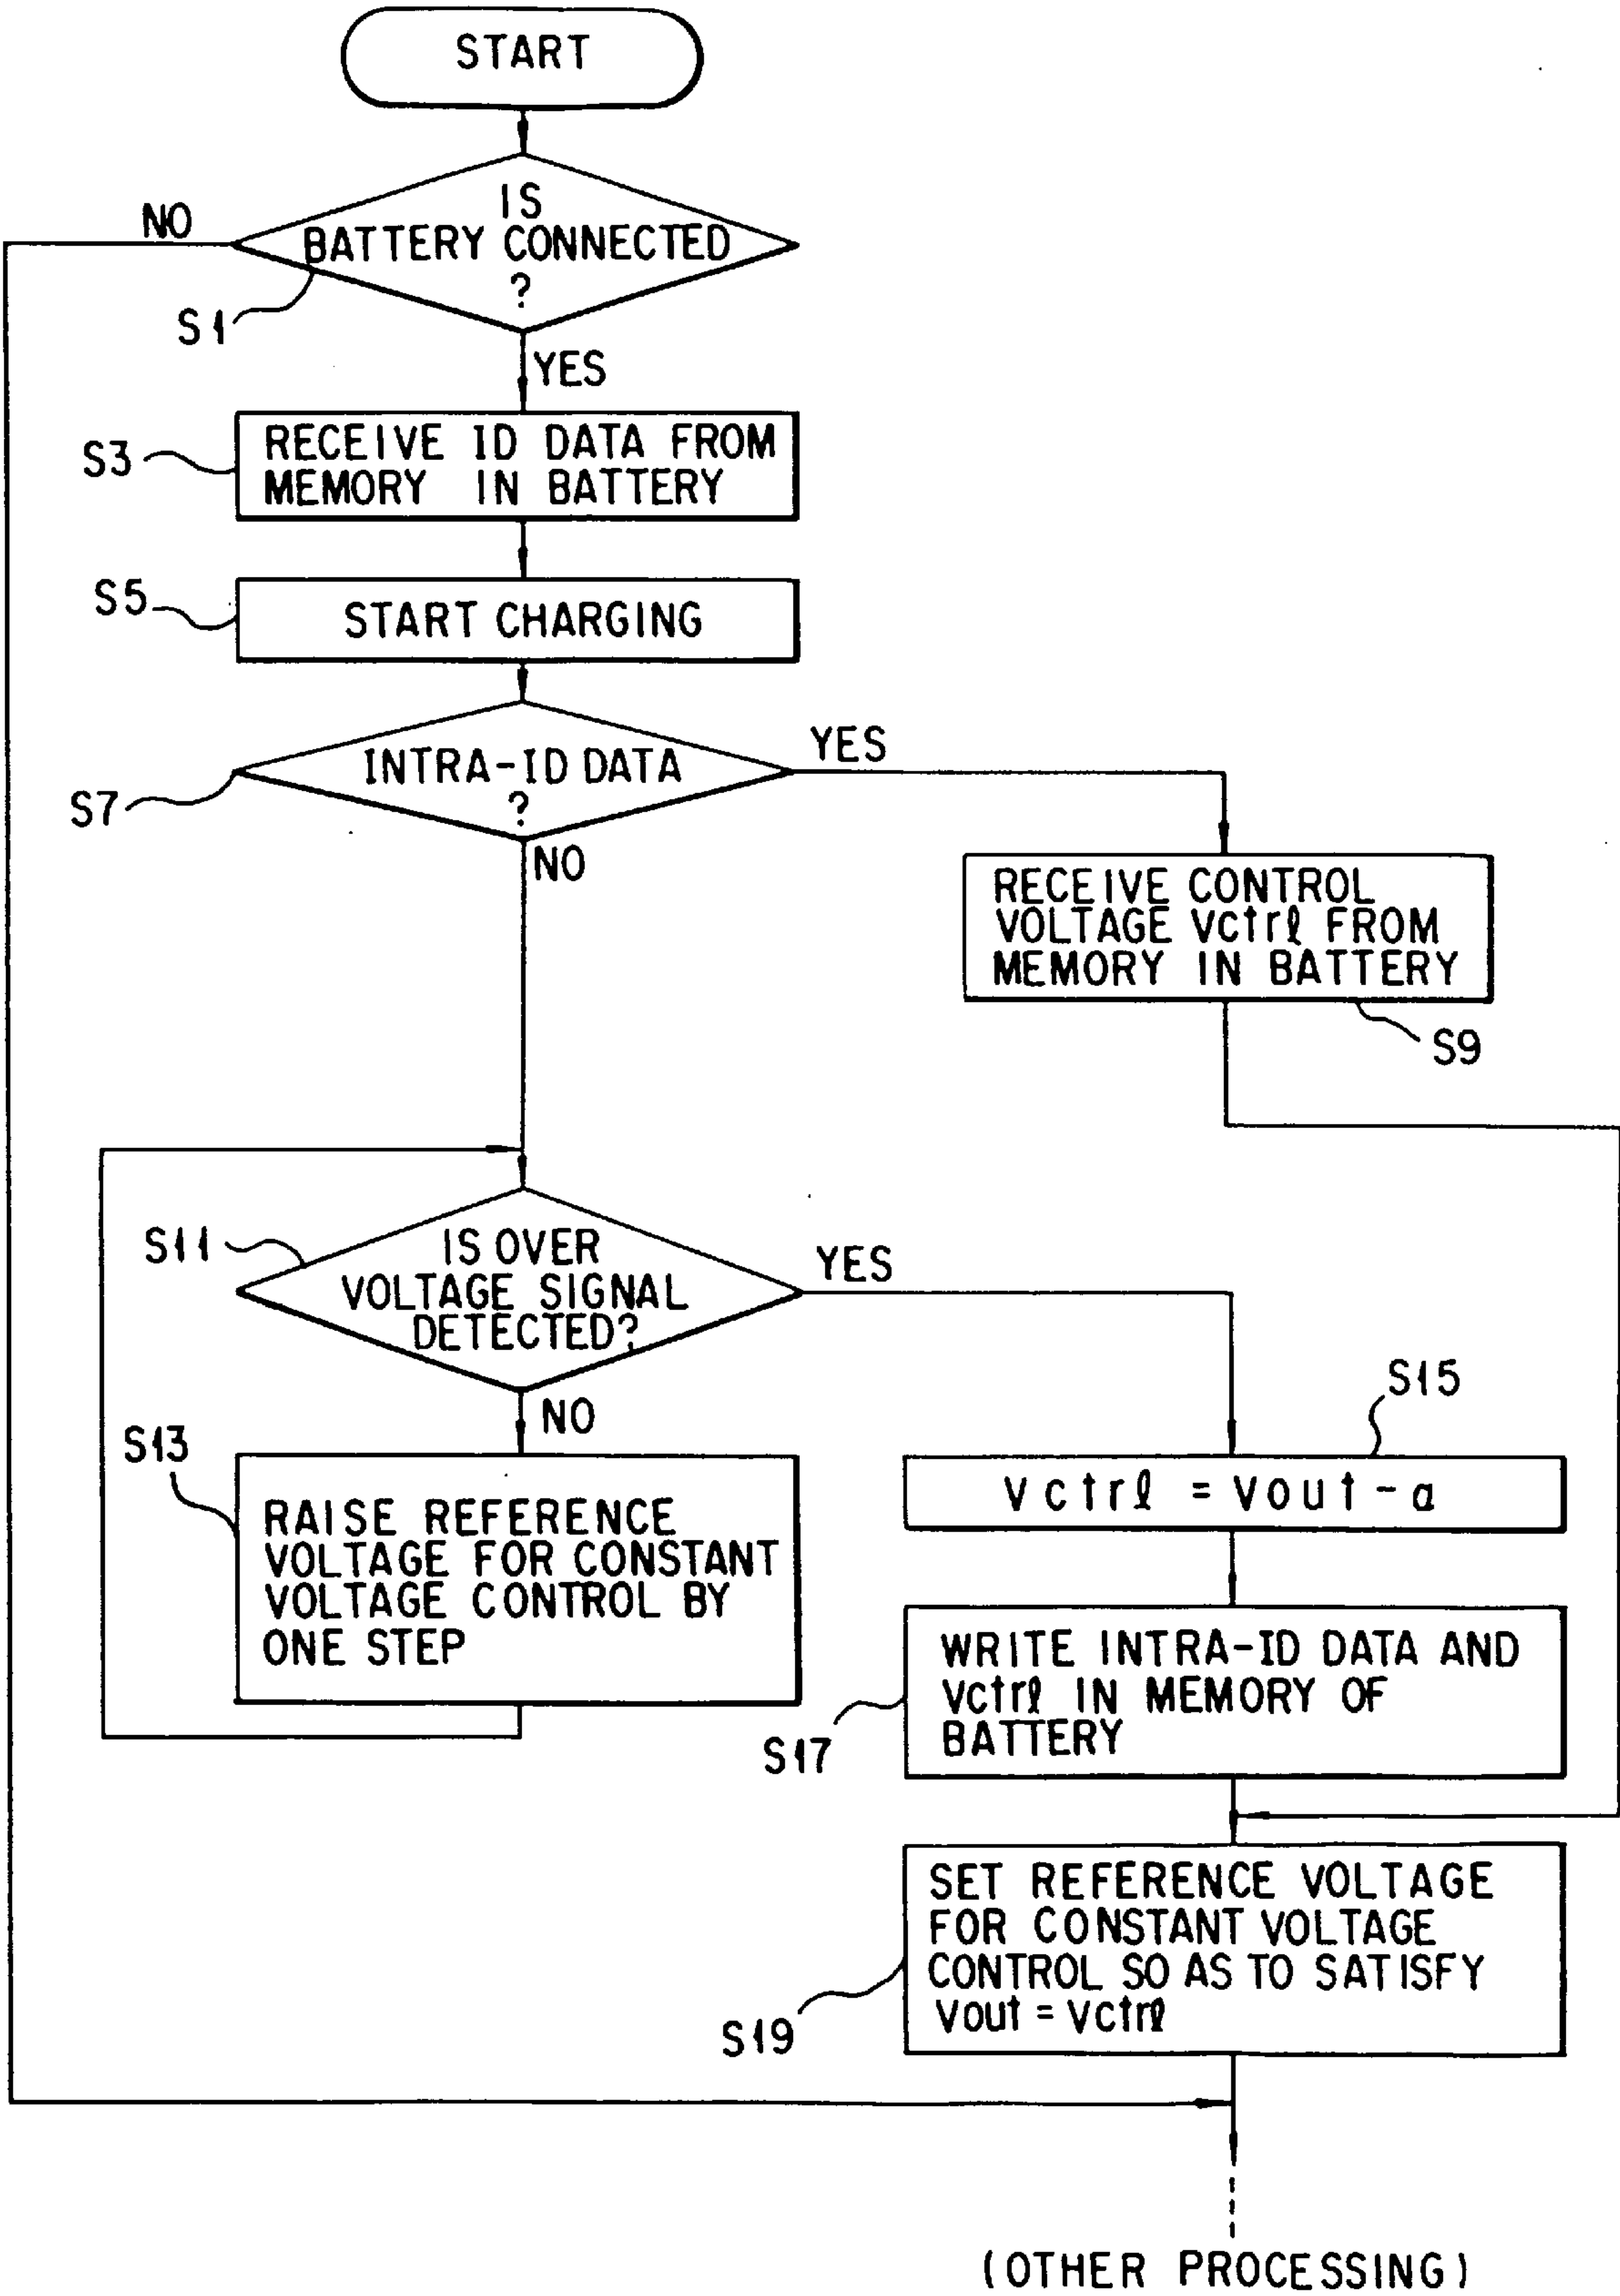 START
IS
BATTERY CONNECTED
?
NO
S1
YES
RECEIVE ID DATA FROM
MEMORY IN BATTERY
S3
START CHARGING
S5
INTRA-ID DATA
?
S7
YES
NO
RECEIVE CONTROL
VOLTAGE Vctrl FROM
MEMORY IN BATTERY
S9
IS OVER
VOLTAGE SIGNAL
DETECTED?
S11
YES
NO
S13
RAISE REFERENCE
VOLTAGE FOR CONSTANT
VOLTAGE CONTROL BY
ONE STEP
S15
Vctrl = Vout-a
WRITE INTRA-ID DATA AND
Vctrl IN MEMORY OF
BATTERY
S17
SET REFERENCE VOLTAGE
FOR CONSTANT VOLTAGE
CONTROL SO AS TO SATISFY
Vout = Vctrl
S19
(OTHER PROCESSING)